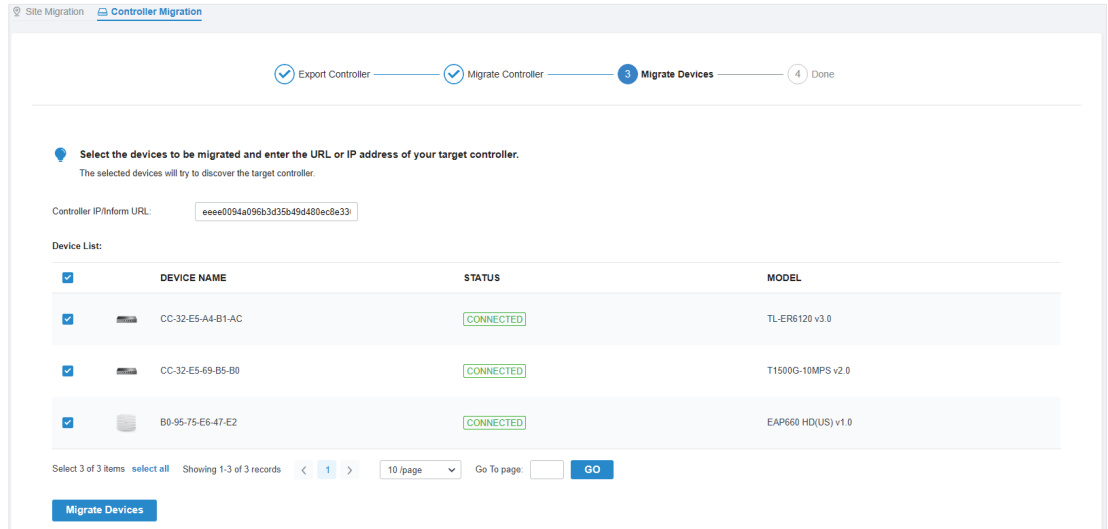 Site Migration Controller Migration
Export Controller Migrate Controller 3 Migrate Devices 4 Done
Select the devices to be migrated and enter the URL or IP address of your target controller.
The selected devices will try to discover the target controller.
Controller IP/Inform URL: eeee0094a096b3d35b49d480ec8e33
Device List:
DEVICE NAME STATUS MODEL
CC-32-E5-A4-B1-AC CONNECTED TL-ER6120 v3.0
CC-32-E5-69-B5-B0 CONNECTED T1500G-10MPS v2.0
B0-95-75-E6-47-E2 CONNECTED EAP660 HD(US) v1.0
Select 3 of 3 items select all Showing 1-3 of 3 records < 1 > 10 /page Go To page: GO
Migrate Devices